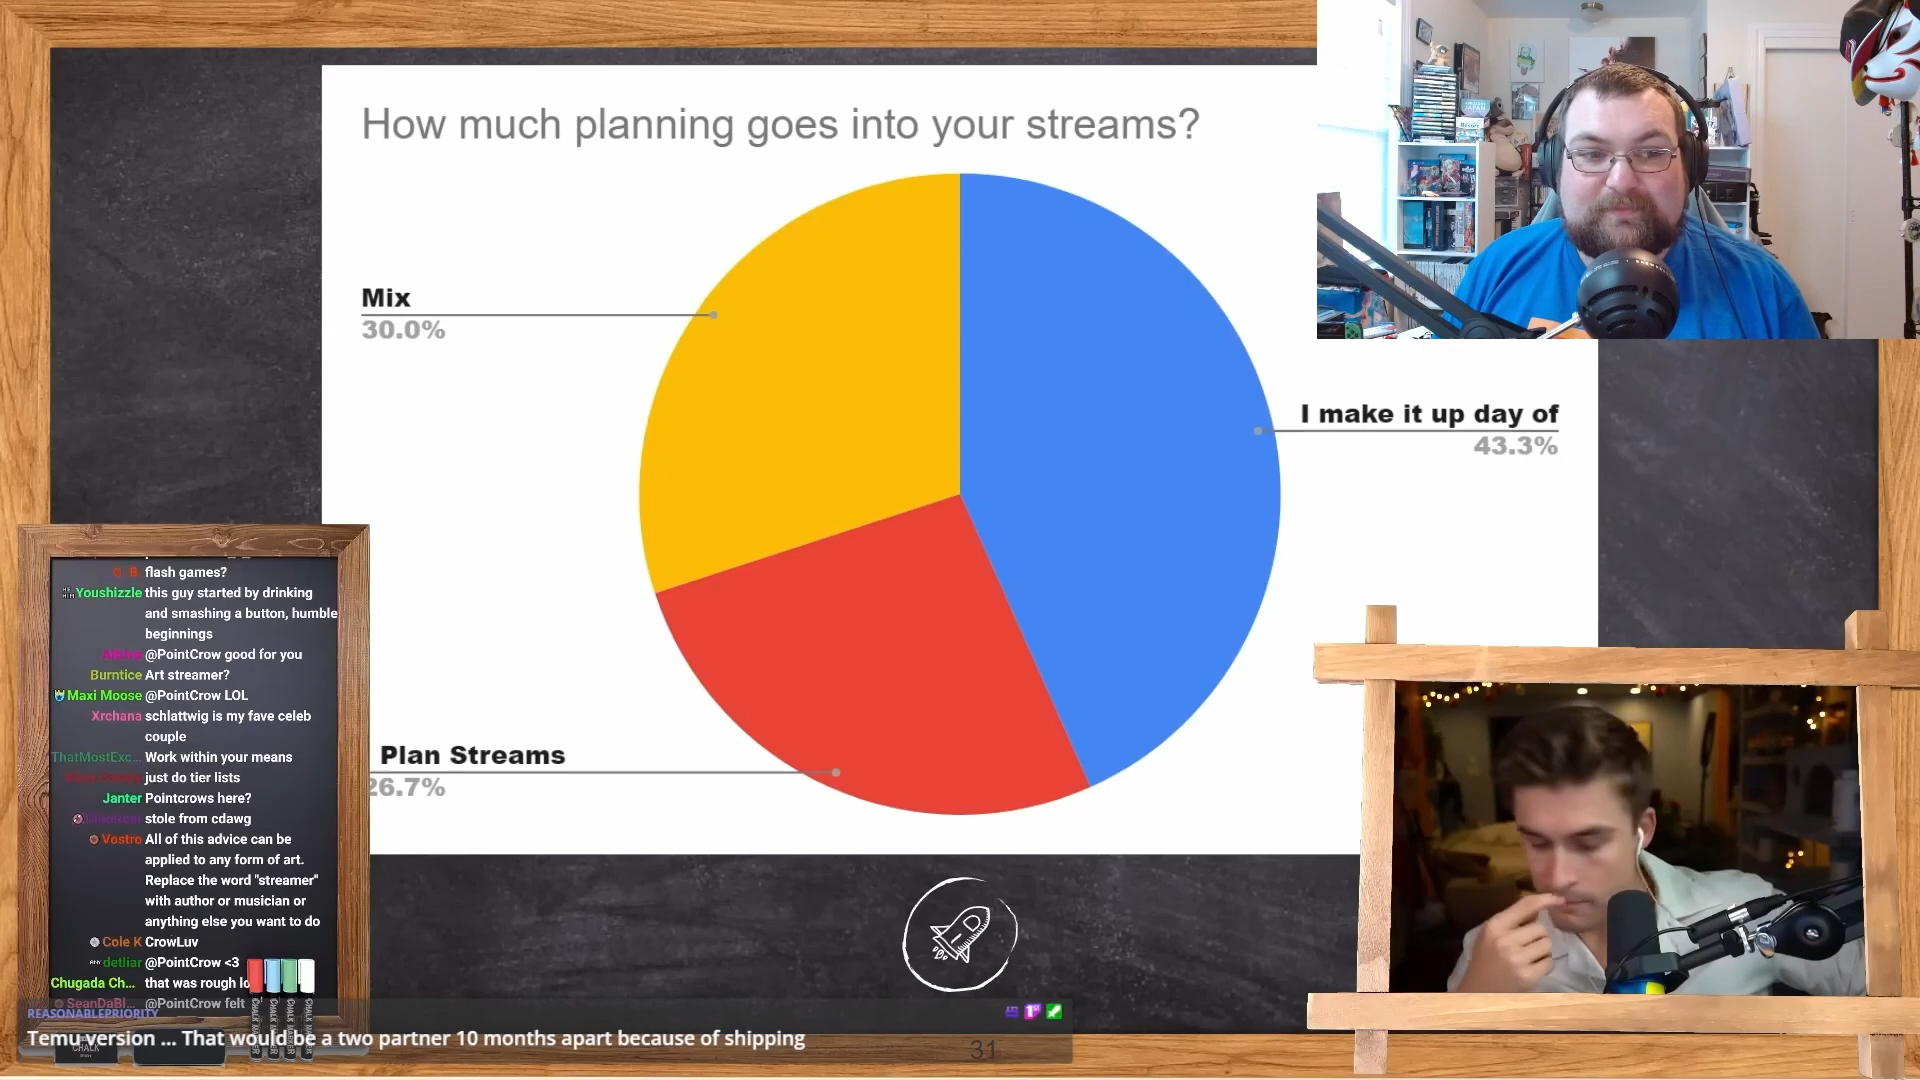 How much planning goes into your streams?
Mix
30.0%
I make it up day of
43.3%
Plan Streams
26.7%
flash games?
Youshizzle this guy started by drinking
and smashing a button, humble
beginnings
@PointCrow good for you
Burntice Art streamer?
Maxi Moose @PointCrow LOL
Xrchana schlattwig is my fave celeb
couple
ThatMostExc... Work within your means
just do tier lists
Janter Pointcrows here?
stole from cdawg
Vostro All of this advice can be
applied to any form of art.
Replace the word "streamer"
with author or musician or
anything else you want to do
Cole K CrowLuv
detliar @PointCrow <3
Chugada Ch... that was rough lo
SeanDaBl... @PointCrow felt
REASONABLEPRIORITY
Temu version ... That would be a two partner 10 months apart because of shipping
31